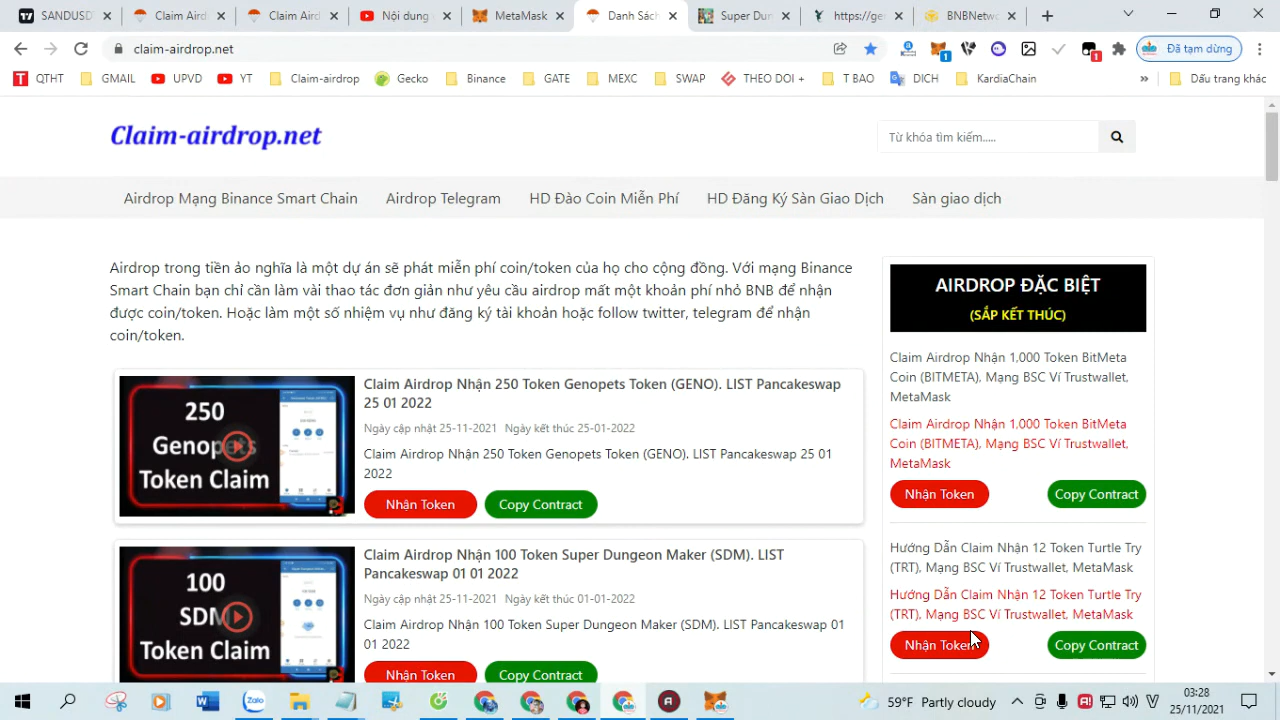 SANDUSD
Claim Air
Claim Air
Nội dung
MetaMask
Danh Sách
Super Dun
https://ge
BNBNetwo
claim-airdrop.net
1
1
Đã tạm dừng
QTHT
GMAIL
UPVD
YT
Claim-airdrop
Gecko
Binance
GATE
MEXC
SWAP
THEO DOI +
T BAO
DICH
KardiaChain
»
Dấu trang khác
Claim-airdrop.net
Từ khóa tìm kiếm.....
Airdrop Mạng Binance Smart Chain
Airdrop Telegram
HD Đào Coin Miễn Phí
HD Đăng Ký Sàn Giao Dịch
Sàn giao dịch
Airdrop trong tiền ảo nghĩa là một dự án sẽ phát miễn phí coin/token của họ cho cộng đồng. Với mạng Binance
Smart Chain bạn chỉ cần làm vài thao tác đơn giản như yêu cầu airdrop mất một khoản phí nhỏ BNB để nhận
được coin/token. Hoặc làm một số nhiệm vụ như đăng ký tài khoản hoặc follow twitter, telegram để nhận
coin/token.
250
Genopets
Token Claim
Claim Airdrop Nhận 250 Token Genopets Token (GENO). LIST Pancakeswap
25 01 2022
Ngày cập nhật 25-11-2021 Ngày kết thúc 25-01-2022
Claim Airdrop Nhận 250 Token Genopets Token (GENO). LIST Pancakeswap 25 01
2022
Nhận Token
Copy Contract
100
SDM
Token Claim
Claim Airdrop Nhận 100 Token Super Dungeon Maker (SDM). LIST
Pancakeswap 01 01 2022
Ngày cập nhật 25-11-2021 Ngày kết thúc 01-01-2022
Claim Airdrop Nhận 100 Token Super Dungeon Maker (SDM). LIST Pancakeswap 01
01 2022
Nhận Token
Copy Contract
AIRDROP ĐẶC BIỆT
(SẮP KẾT THÚC)
Claim Airdrop Nhận 1,000 Token BitMeta
Coin (BITMETA), Mạng BSC Ví Trustwallet,
MetaMask
Claim Airdrop Nhận 1,000 Token BitMeta
Coin (BITMETA), Mạng BSC Ví Trustwallet,
MetaMask
Nhận Token
Copy Contract
Hướng Dẫn Claim Nhận 12 Token Turtle Try
(TRT), Mạng BSC Ví Trustwallet, MetaMask
Hướng Dẫn Claim Nhận 12 Token Turtle Try
(TRT), Mạng BSC Ví Trustwallet, MetaMask
Nhận Token
Copy Contract
Zalo
59°F Partly cloudy
03:28
25/11/2021